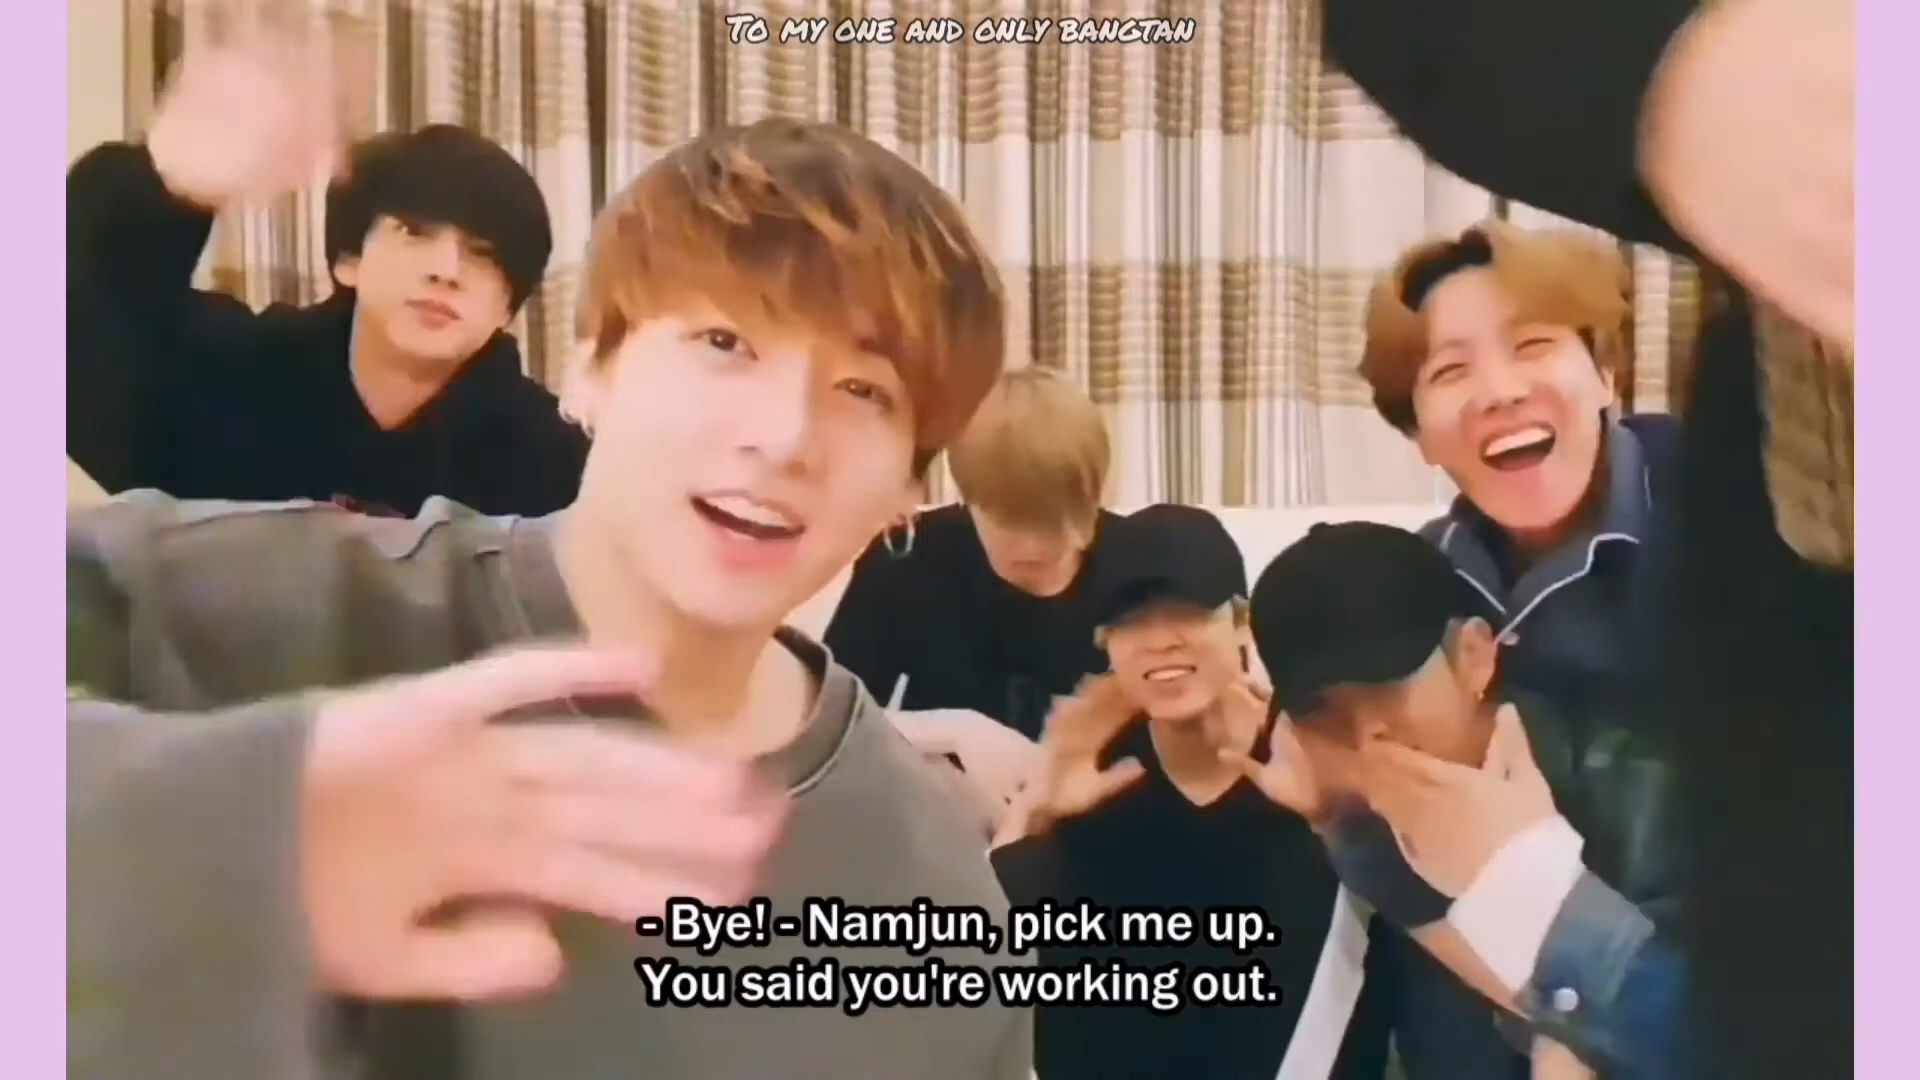 To my one and only bangtan
- Bye! - Namjun, pick me up.
You said you're working out.